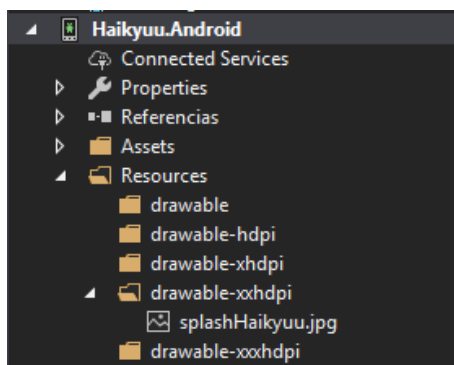 Haikyuu.Android
Connected Services
Properties
Referencias
Assets
Resources
drawable
drawable-hdpi
drawable-xhdpi
drawable-xxhdpi
splashHaikyuu.jpg
drawable-xxxhdpi